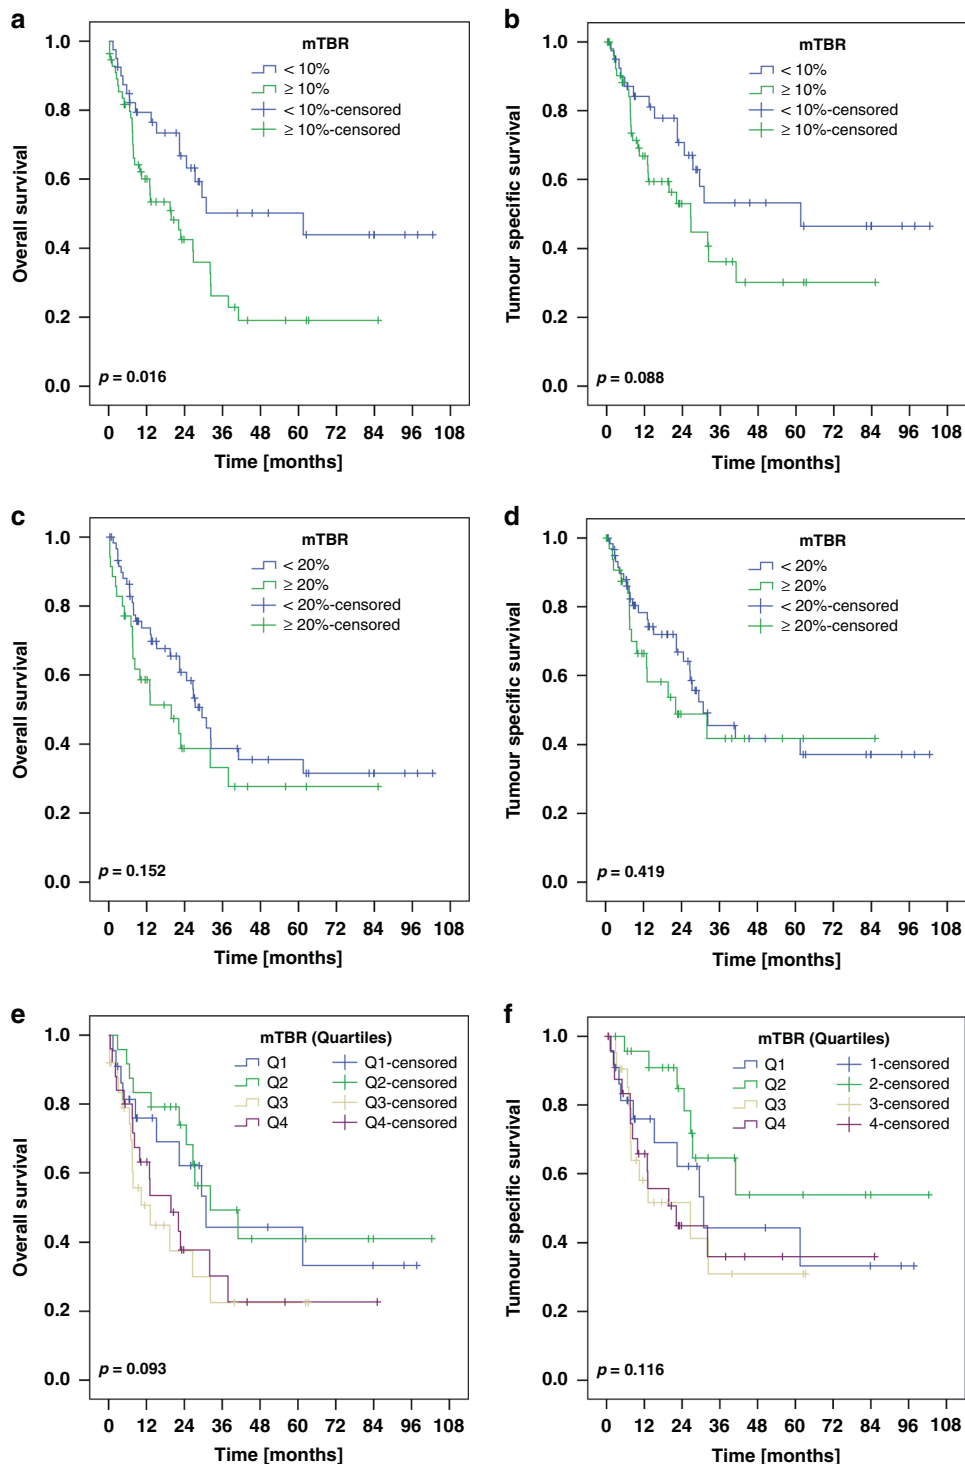 a
mTBR
< 10%
≥ 10%
< 10%-censored
≥ 10%-censored
Overall survival
1.0
0.8
0.6
0.4
0.2
0.0
p = 0.016
0 12 24 36 48 60 72 84 96 108
Time [months]
b
mTBR
< 10%
≥ 10%
< 10%-censored
≥ 10%-censored
Tumour specific survival
1.0
0.8
0.6
0.4
0.2
0.0
p = 0.088
0 12 24 36 48 60 72 84 96 108
Time [months]
c
mTBR
< 20%
≥ 20%
< 20%-censored
≥ 20%-censored
Overall survival
1.0
0.8
0.6
0.4
0.2
0.0
p = 0.152
0 12 24 36 48 60 72 84 96 108
Time [months]
d
mTBR
< 20%
≥ 20%
< 20%-censored
≥ 20%-censored
Tumour specific survival
1.0
0.8
0.6
0.4
0.2
0.0
p = 0.419
0 12 24 36 48 60 72 84 96 108
Time [months]
e
mTBR (Quartiles)
Q1 Q1-censored
Q2 Q2-censored
Q3 Q3-censored
Q4 Q4-censored
Overall survival
1.0
0.8
0.6
0.4
0.2
0.0
p = 0.093
0 12 24 36 48 60 72 84 96 108
Time [months]
f
mTBR (Quartiles)
Q1 1-censored
Q2 2-censored
Q3 3-censored
Q4 4-censored
Tumour specific survival
1.0
0.8
0.6
0.4
0.2
0.0
p = 0.116
0 12 24 36 48 60 72 84 96 108
Time [months]